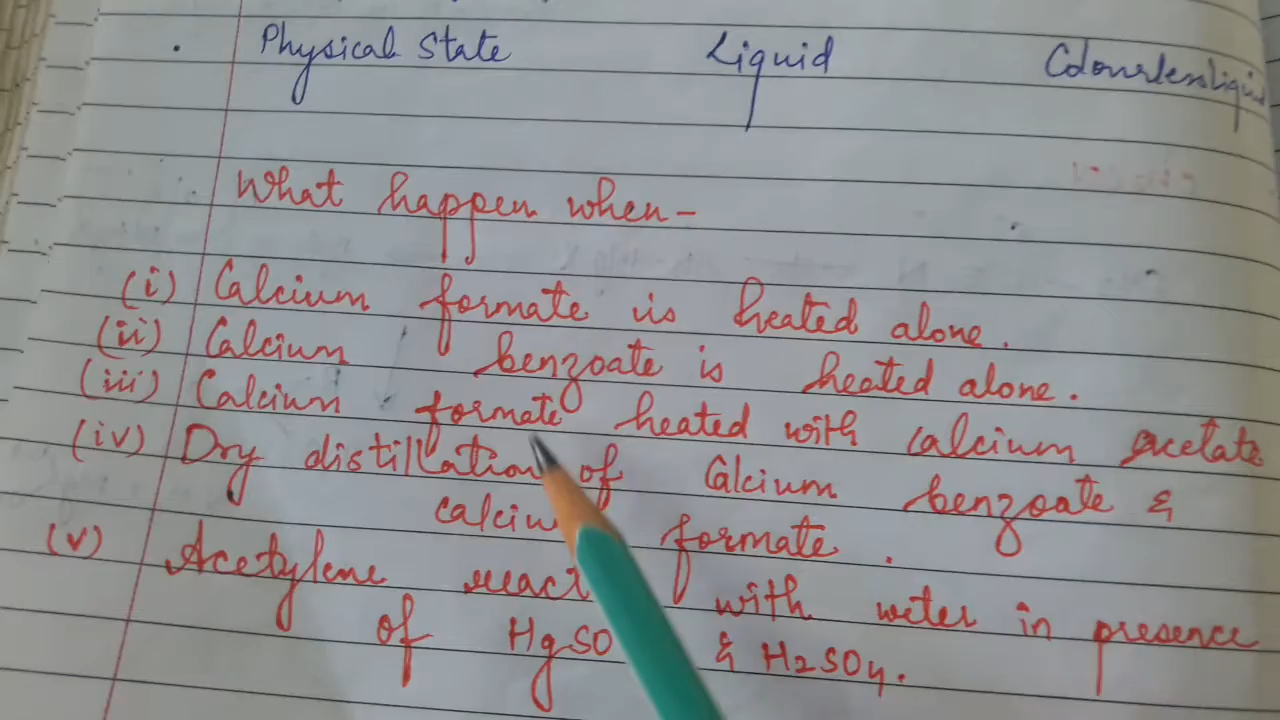 Physical State Liquid Colourless Liquid
What happen when-
(i) Calcium formate is heated alone.
(ii) Calcium benzoate is heated alone.
(iii) Calcium formate heated with calcium acetate
(iv) Dry distillation of Calcium benzoate &
calciu formate.
(v) Acetylene react with water in presence
of HgSO & H2SO4.